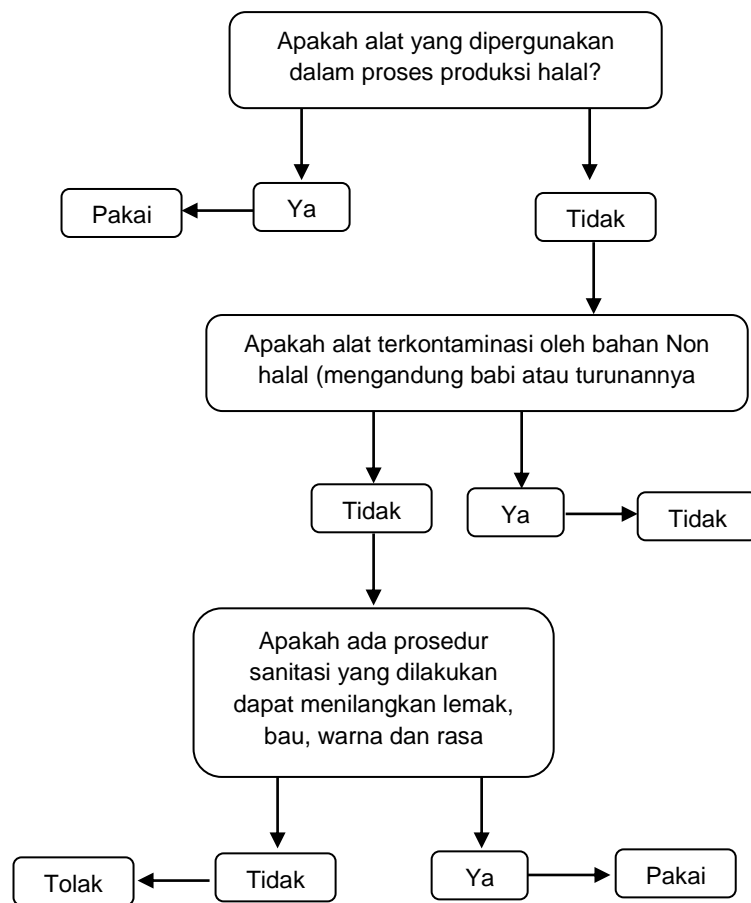 Apakah alat yang dipergunakan
dalam proses produksi halal?
Pakai
Ya
Tidak
Apakah alat terkontaminasi oleh bahan Non
halal (mengandung babi atau turunannya
Tidak
Ya
Tidak
Apakah ada prosedur
sanitasi yang dilakukan
dapat menilangkan lemak,
bau, warna dan rasa
Tolak
Tidak
Ya
Pakai